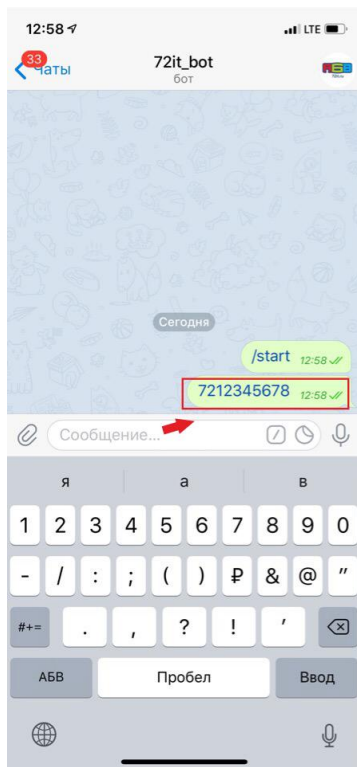 12:58
LTE
33
Чаты
72it_bot
бот
Сегодня
/start 12:58
7212345678 12:58
Сообщение...
я а в
1 2 3 4 5 6 7 8 9 0
- / : ; ( ) ₽ & @ "
#+= . , ? ! ’
АБВ Пробел Ввод